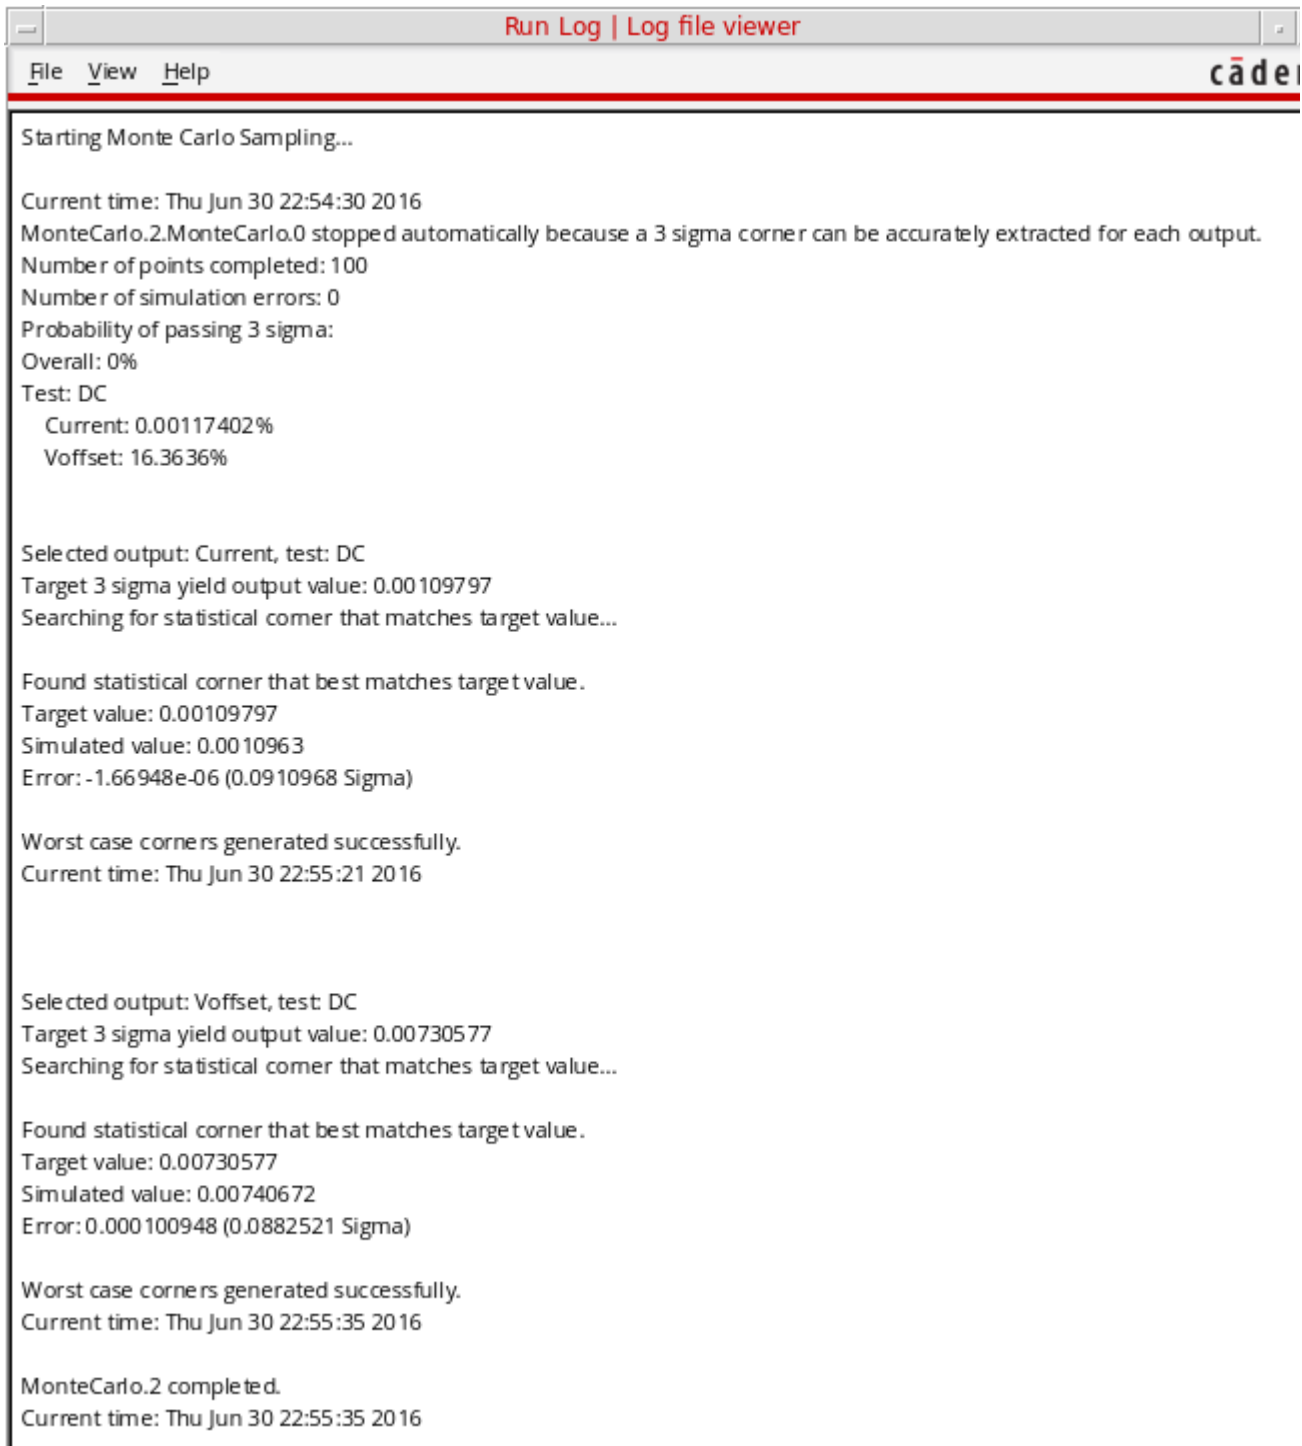 Run Log | Log file viewer
File View Help
Starting Monte Carlo Sampling...
Current time: Thu Jun 30 22:54:30 2016
MonteCarlo.2.MonteCarlo.0 stopped automatically because a 3 sigma corner can be accurately extracted for each output.
Number of points completed: 100
Number of simulation errors: 0
Probability of passing 3 sigma:
Overall: 0%
Test: DC
Current: 0.00117402%
Voffset: 16.3636%
Selected output: Current, test: DC
Target 3 sigma yield output value: 0.00109797
Searching for statistical corner that matches target value...
Found statistical corner that best matches target value.
Target value: 0.00109797
Simulated value: 0.0010963
Error: -1.66948e-06 (0.0910968 Sigma)
Worst case corners generated successfully.
Current time: Thu Jun 30 22:55:21 2016
Selected output: Voffset, test: DC
Target 3 sigma yield output value: 0.00730577
Searching for statistical corner that matches target value...
Found statistical corner that best matches target value.
Target value: 0.00730577
Simulated value: 0.00740672
Error: 0.000100948 (0.0882521 Sigma)
Worst case corners generated successfully.
Current time: Thu Jun 30 22:55:35 2016
MonteCarlo.2 completed.
Current time: Thu Jun 30 22:55:35 2016